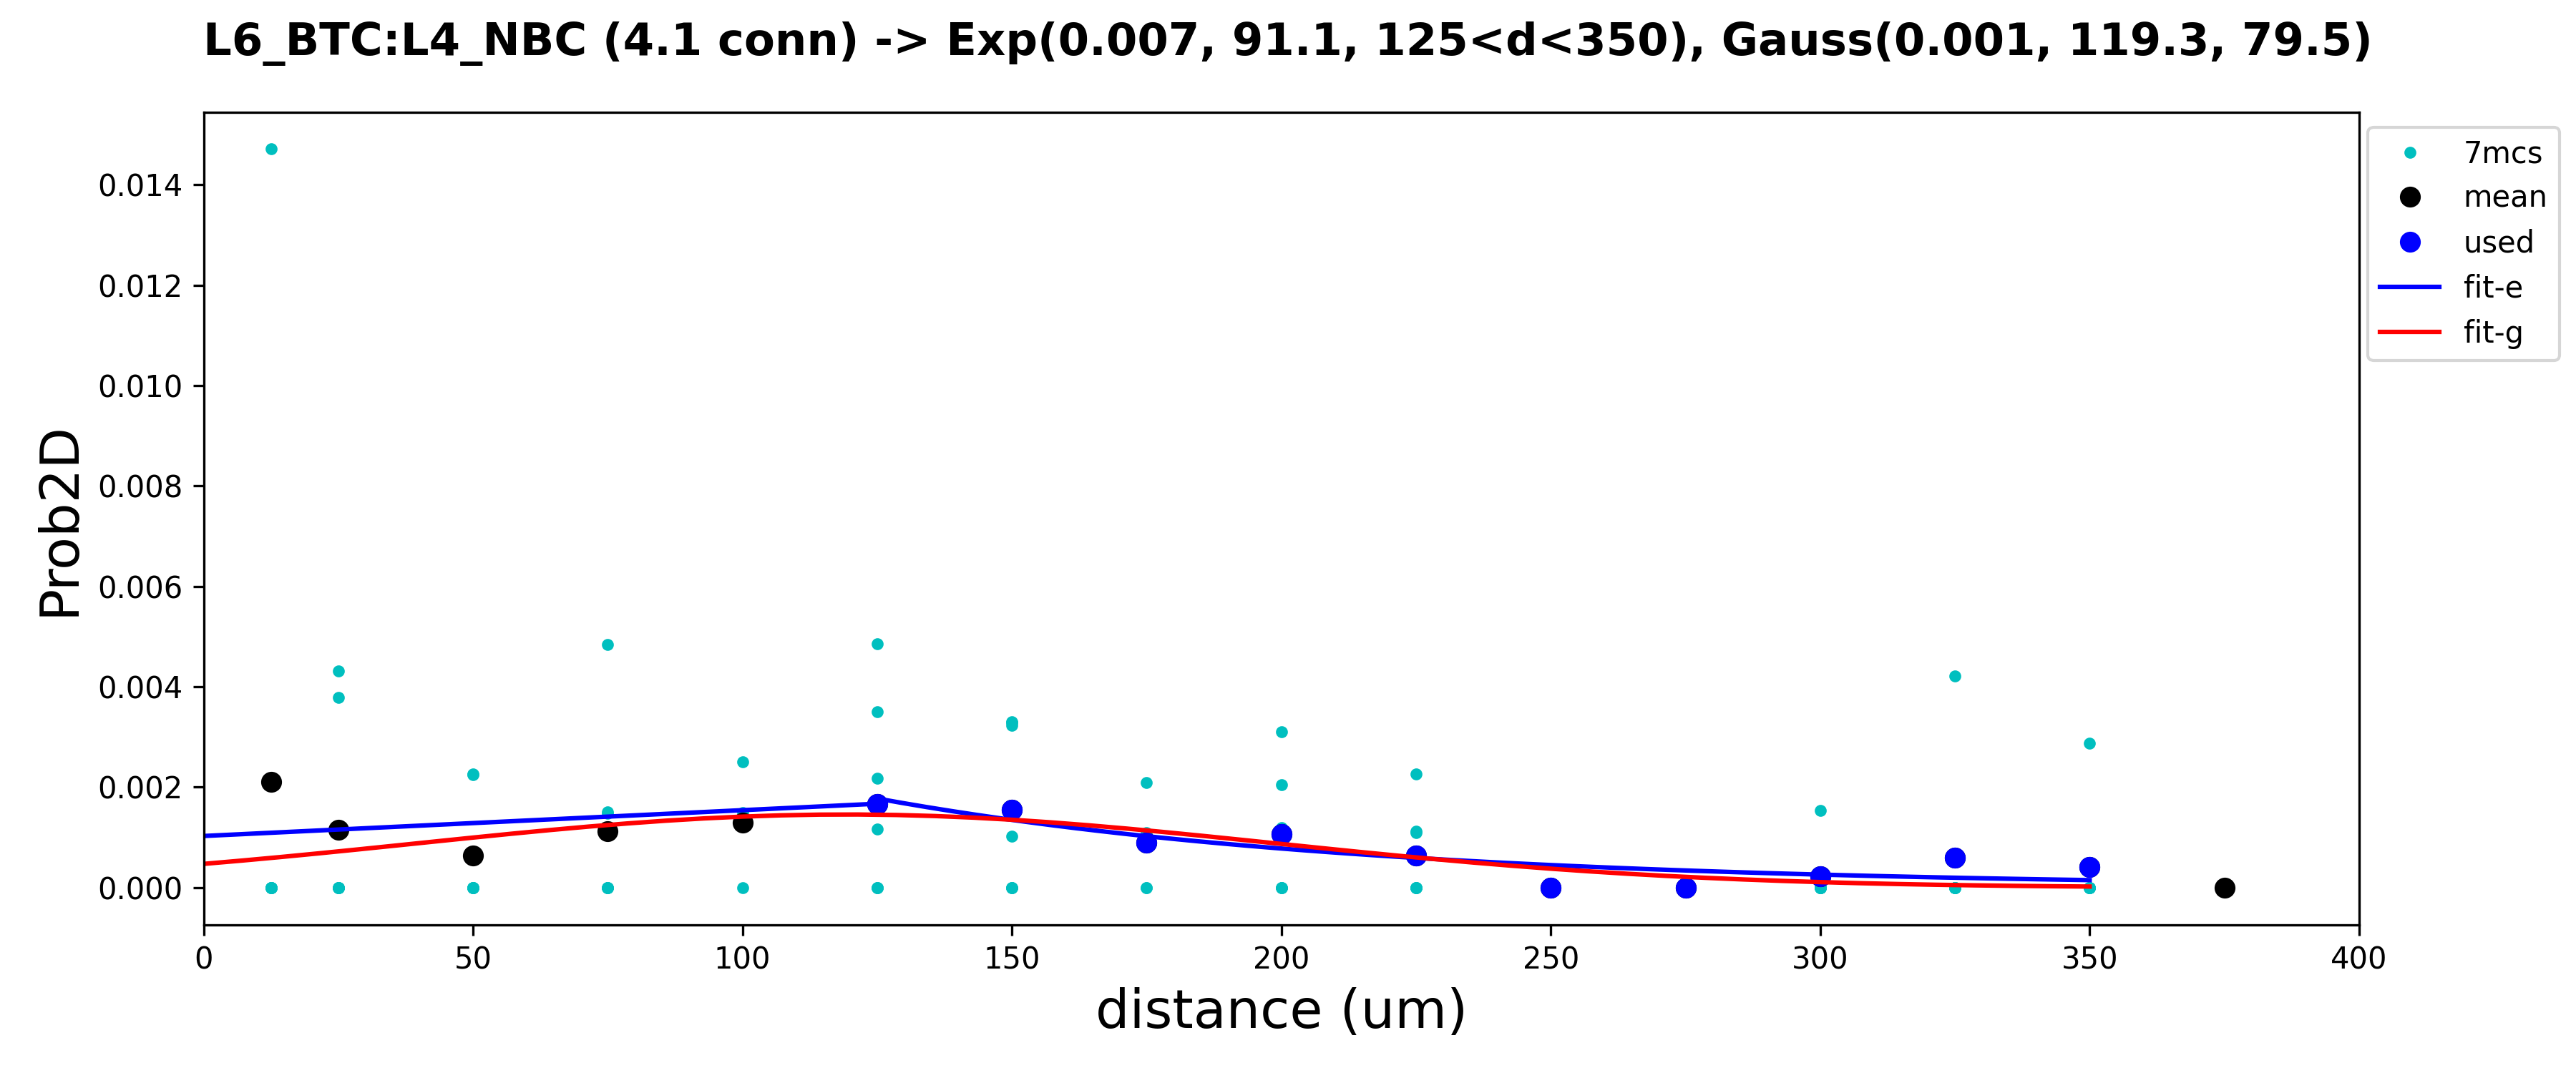 L6_BTC:L4_NBC (4.1 conn) -> Exp(0.007, 91.1, 125<d<350), Gauss(0.001, 119.3, 79.5)
7mcs
mean
used
fit-e
fit-g
Prob2D
0.014
0.012
0.010
0.008
0.006
0.004
0.002
0.000
0 50 100 150 200 250 300 350 400
distance (um)